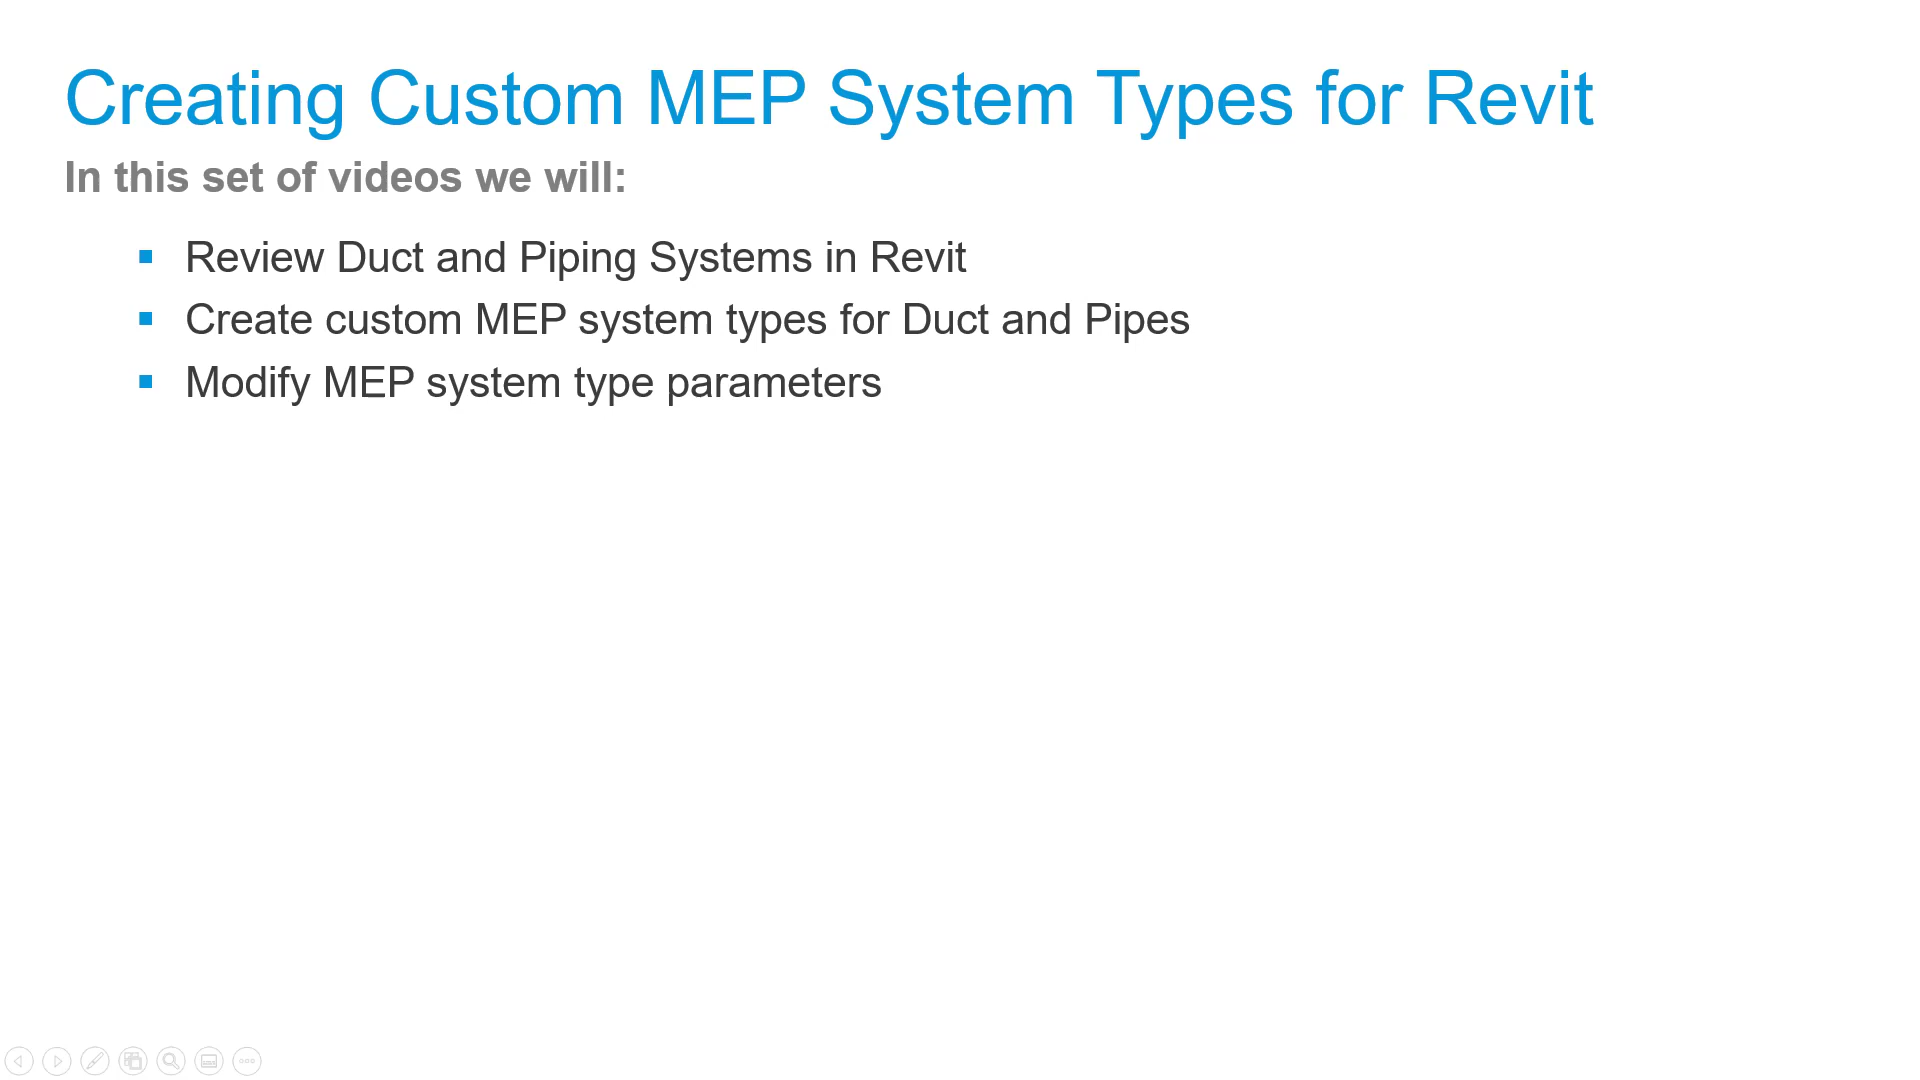 Creating Custom MEP System Types for Revit
In this set of videos we will:
Review Duct and Piping Systems in Revit
Create custom MEP system types for Duct and Pipes
Modify MEP system type parameters